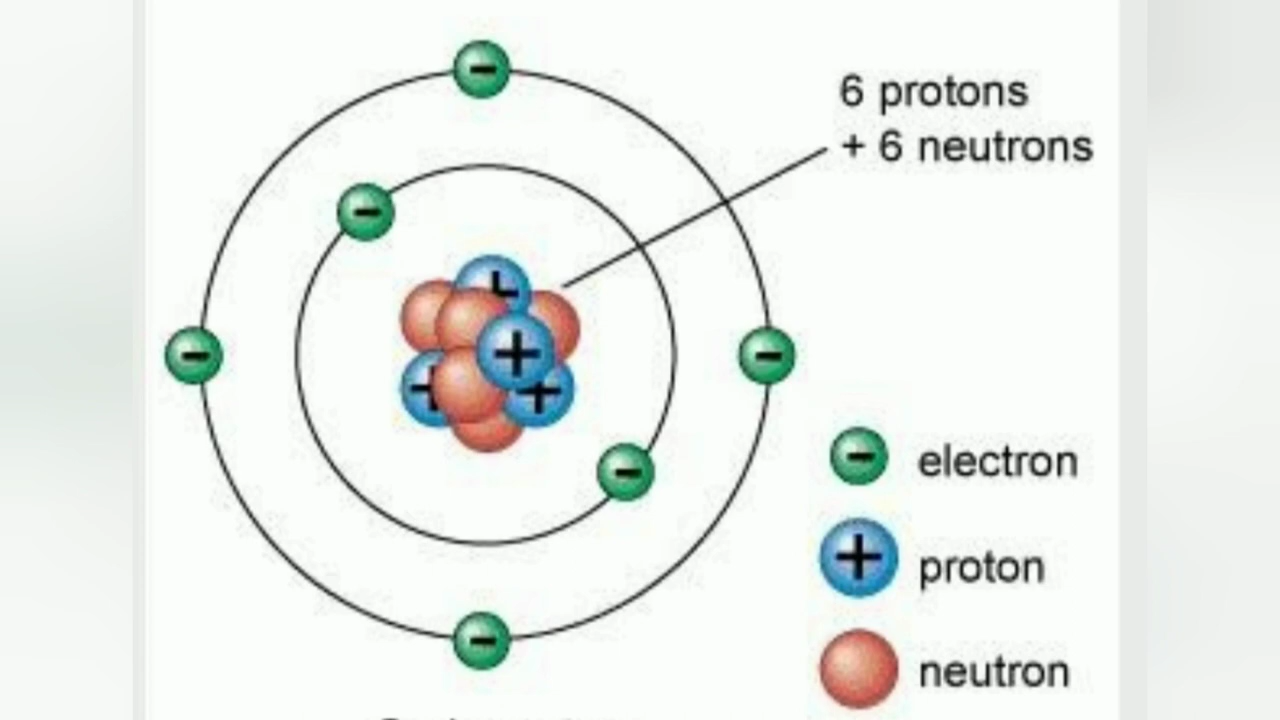 6 protons
+ 6 neutrons
electron
proton
neutron